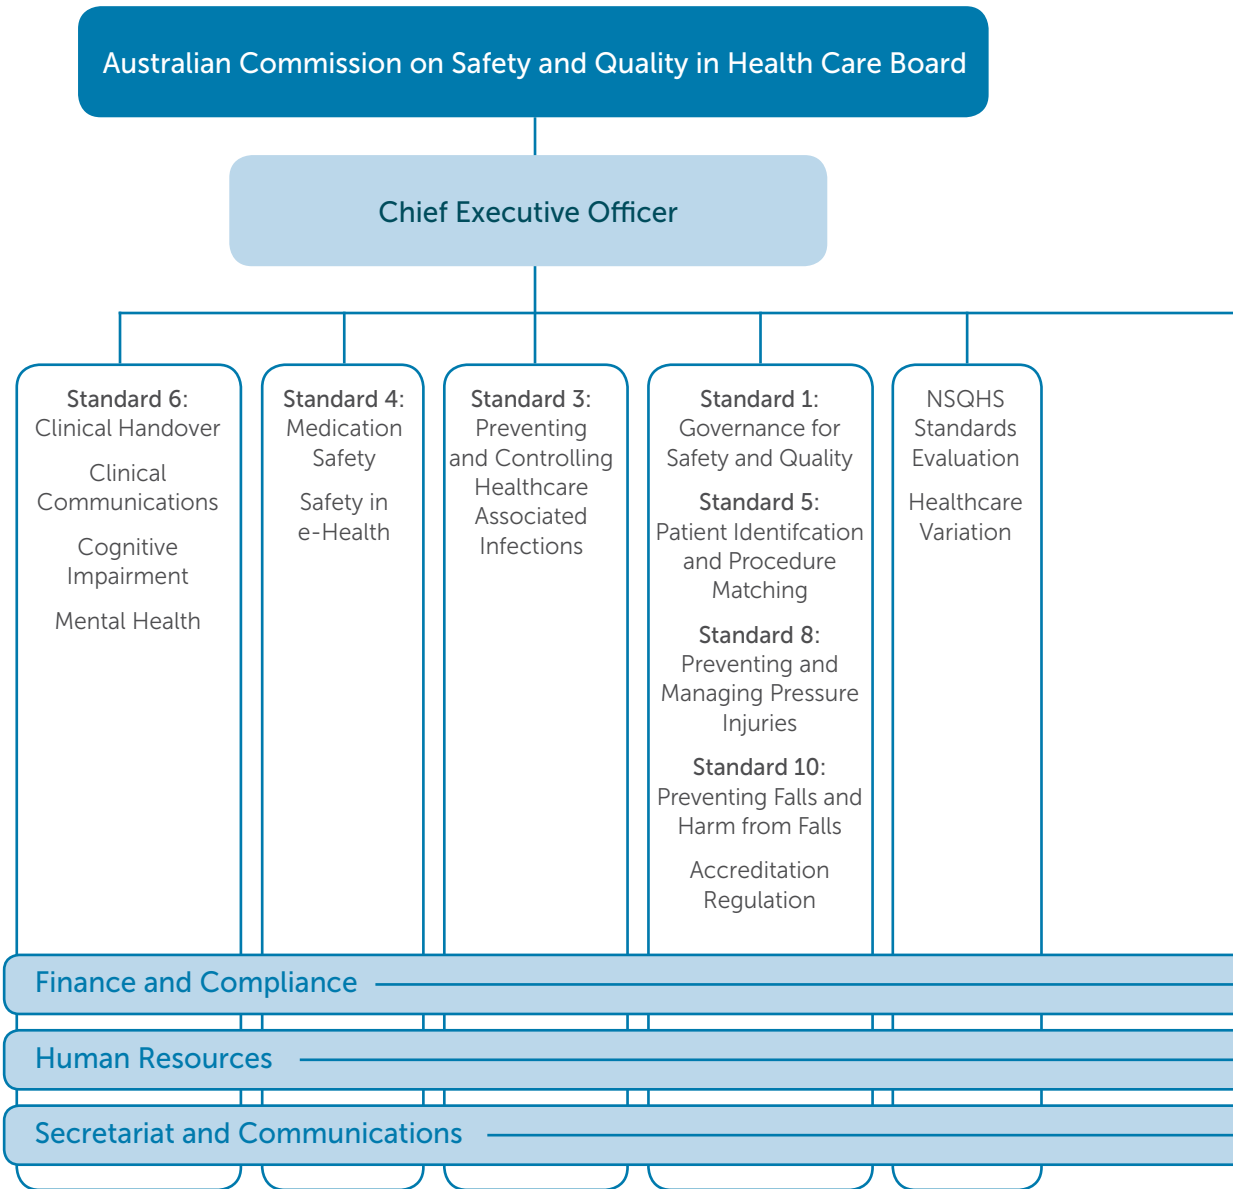 Australian Commission on Safety and Quality in Health Care Board
Chief Executive Officer
Standard 6:
Clinical Handover
Clinical
Communications
Cognitive
Impairment
Mental Health
Standard 4:
Medication
Safety
Safety in
e-Health
Standard 3:
Preventing
and Controlling
Healthcare
Associated
Infections
Standard 1:
Governance for
Safety and Quality
Standard 5:
Patient Identifcation
and Procedure
Matching
Standard 8:
Preventing and
Managing Pressure
Injuries
Standard 10:
Preventing Falls and
Harm from Falls
Accreditation
Regulation
NSQHS
Standards
Evaluation
Healthcare
Variation
Finance and Compliance
Human Resources
Secretariat and Communications